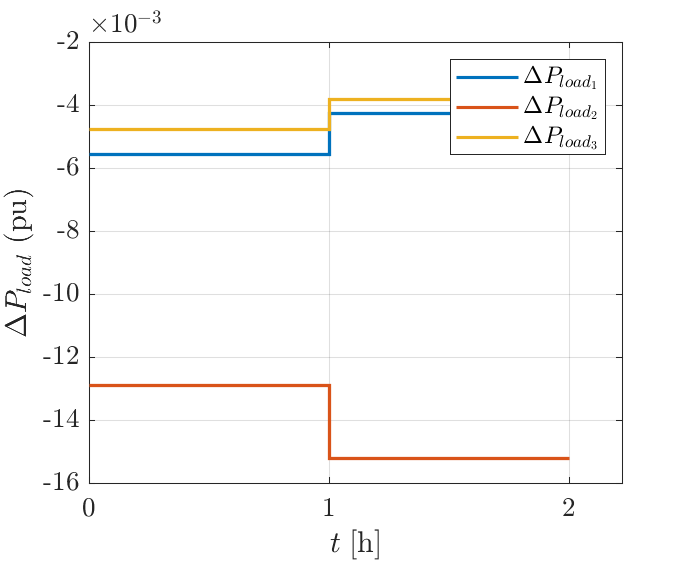 ×10⁻³
-2
-4
-6
-8
-10
-12
-14
-16
ΔP_load (pu)
0 1 2
t [h]
ΔP_load₁
ΔP_load₂
ΔP_load₃